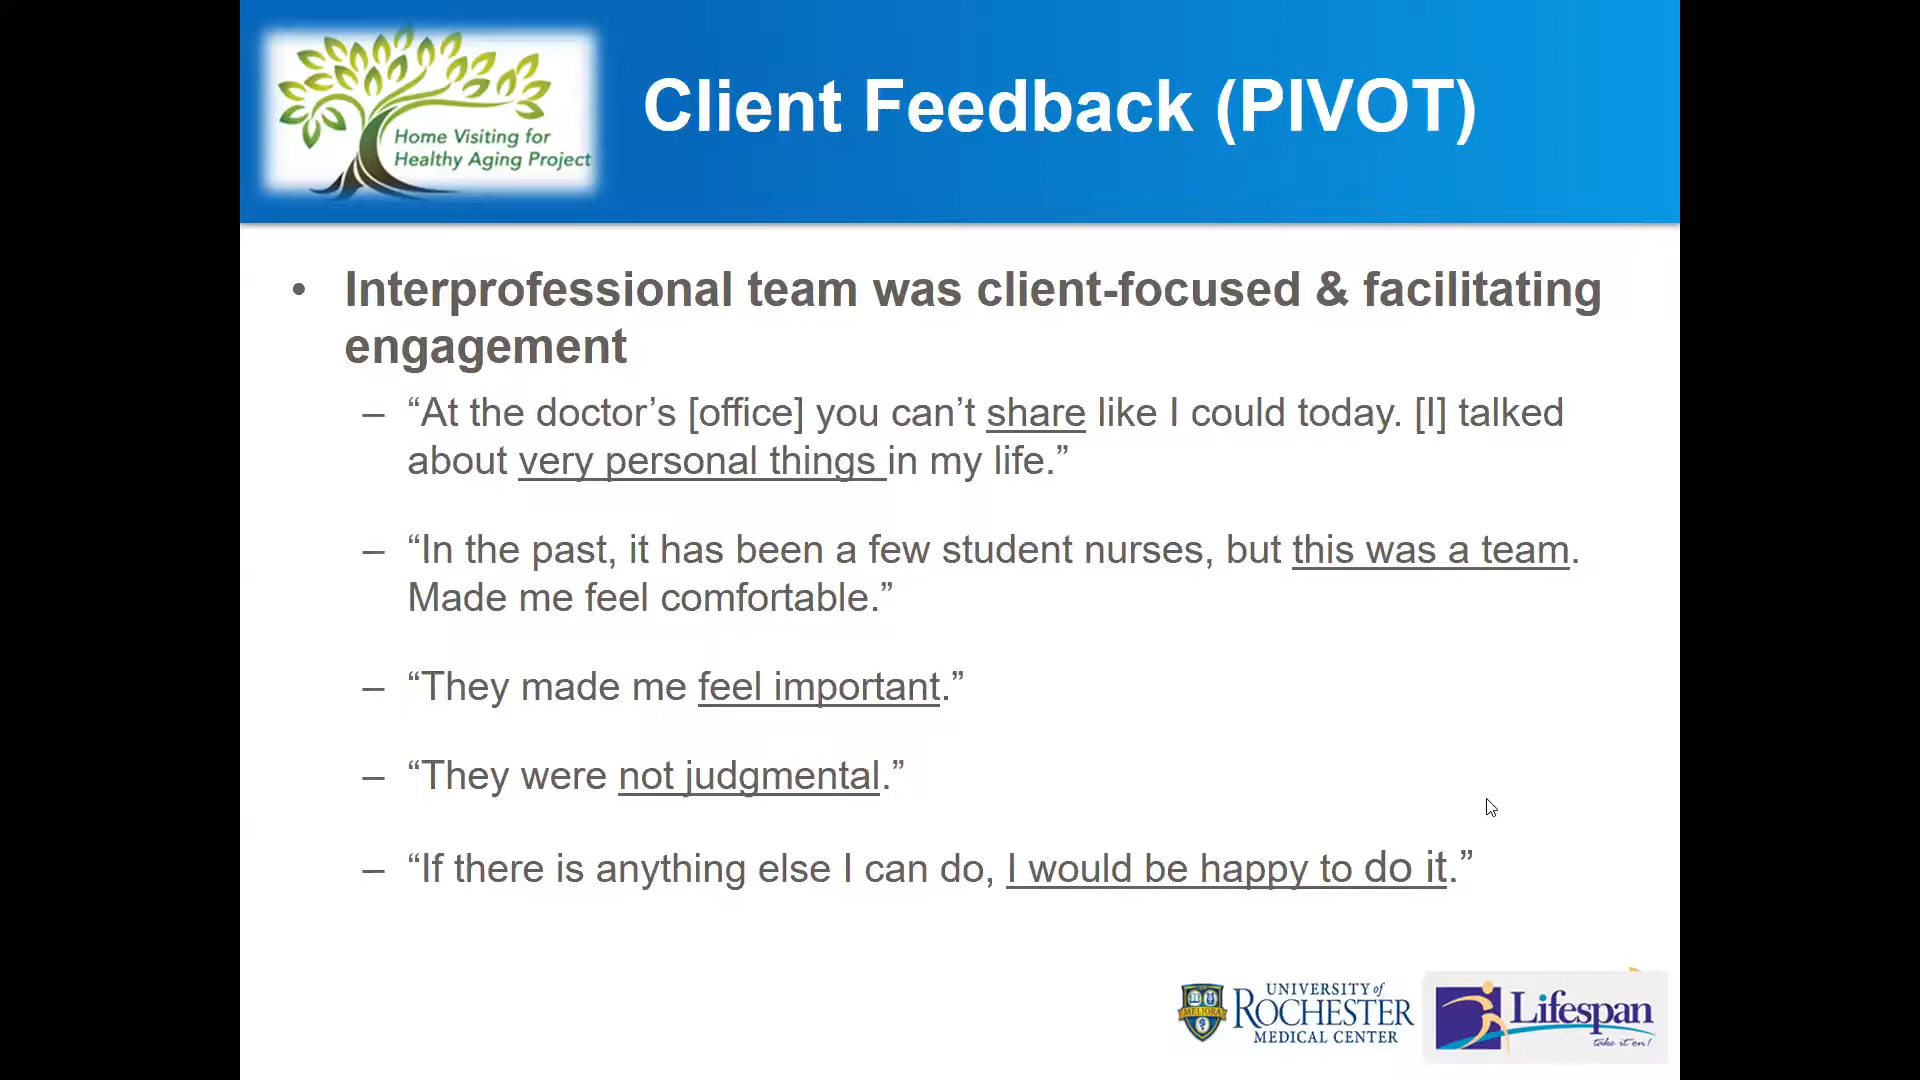 Home Visiting for
Healthy Aging Project
Client Feedback (PIVOT)
• Interprofessional team was client-focused & facilitating
engagement
– “At the doctor’s [office] you can’t share like I could today. [I] talked
about very personal things in my life.”
– “In the past, it has been a few student nurses, but this was a team.
Made me feel comfortable.”
– “They made me feel important.”
– “They were not judgmental.”
– “If there is anything else I can do, I would be happy to do it.”
MELIORA
UNIVERSITY of
ROCHESTER
MEDICAL CENTER
Lifespan
take it on!